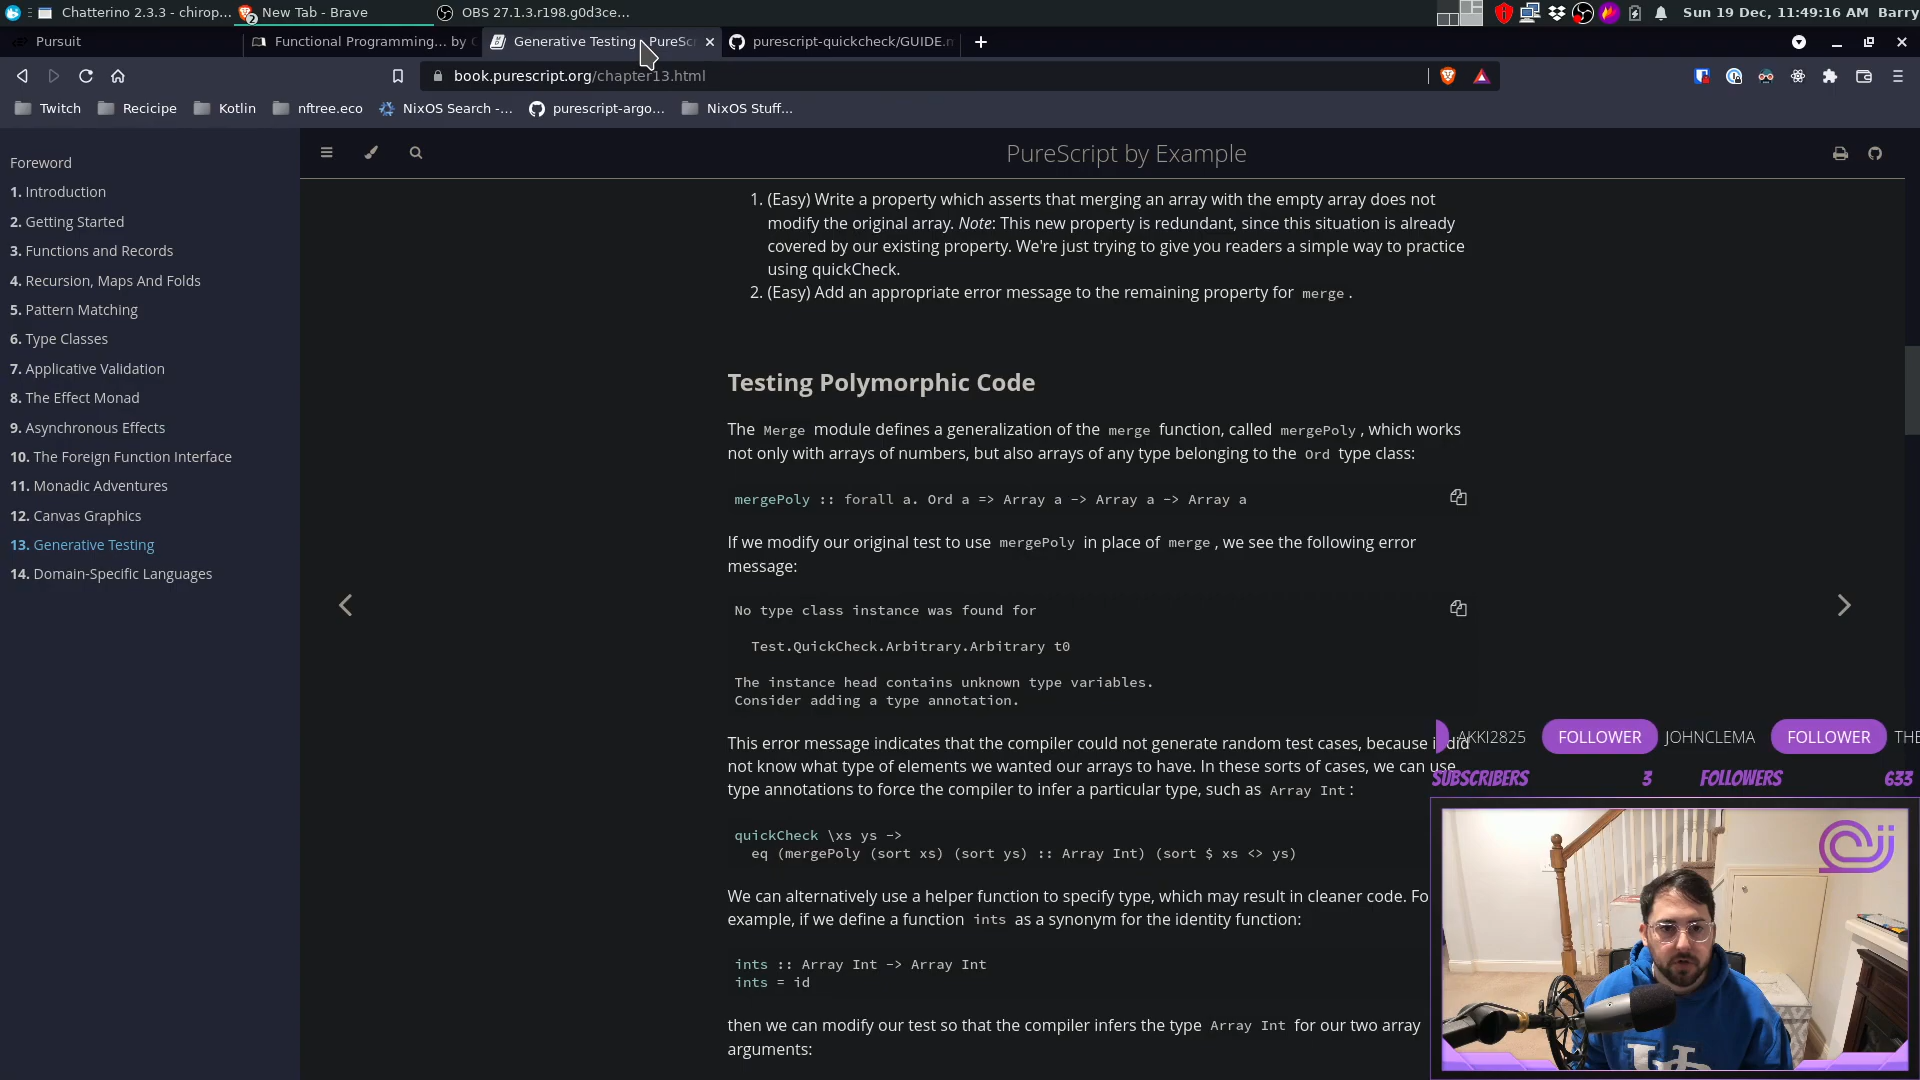 Chatterino 2.3.3 - chirop...
2
New Tab - Brave
OBS 27.1.3.r198.g0d3ce...
Sun 19 Dec, 11:49:16 AM
Barry
Pursuit
Functional Programming... by
Generative Testing - PureSc
purescript-quickcheck/GUIDE.m
book.purescript.org/chapter13.html
Twitch
Recicipe
Kotlin
nftree.eco
NixOS Search -...
purescript-argo...
NixOS Stuff...
PureScript by Example
Foreword
1. Introduction
2. Getting Started
3. Functions and Records
4. Recursion, Maps And Folds
5. Pattern Matching
6. Type Classes
7. Applicative Validation
8. The Effect Monad
9. Asynchronous Effects
10. The Foreign Function Interface
11. Monadic Adventures
12. Canvas Graphics
13. Generative Testing
14. Domain-Specific Languages
1. (Easy) Write a property which asserts that merging an array with the empty array does not
modify the original array. Note: This new property is redundant, since this situation is already
covered by our existing property. We're just trying to give you readers a simple way to practice
using quickCheck.
2. (Easy) Add an appropriate error message to the remaining property for merge.
Testing Polymorphic Code
The Merge module defines a generalization of the merge function, called mergePoly, which works
not only with arrays of numbers, but also arrays of any type belonging to the Ord type class:
mergePoly :: forall a. Ord a => Array a -> Array a -> Array a
If we modify our original test to use mergePoly in place of merge, we see the following error
message:
No type class instance was found for
Test.QuickCheck.Arbitrary.Arbitrary t0
The instance head contains unknown type variables.
Consider adding a type annotation.
This error message indicates that the compiler could not generate random test cases, because it did
not know what type of elements we wanted our arrays to have. In these sorts of cases, we can use
type annotations to force the compiler to infer a particular type, such as Array Int:
quickCheck \xs ys ->
eq (mergePoly (sort xs) (sort ys) :: Array Int) (sort $ xs <> ys)
We can alternatively use a helper function to specify type, which may result in cleaner code. Fo
example, if we define a function ints as a synonym for the identity function:
ints :: Array Int -> Array Int
ints = id
then we can modify our test so that the compiler infers the type Array Int for our two array
arguments:
AKKI2825
FOLLOWER
JOHNCLEMA
FOLLOWER
THE
SUBSCRIBERS 3
FOLLOWERS 633